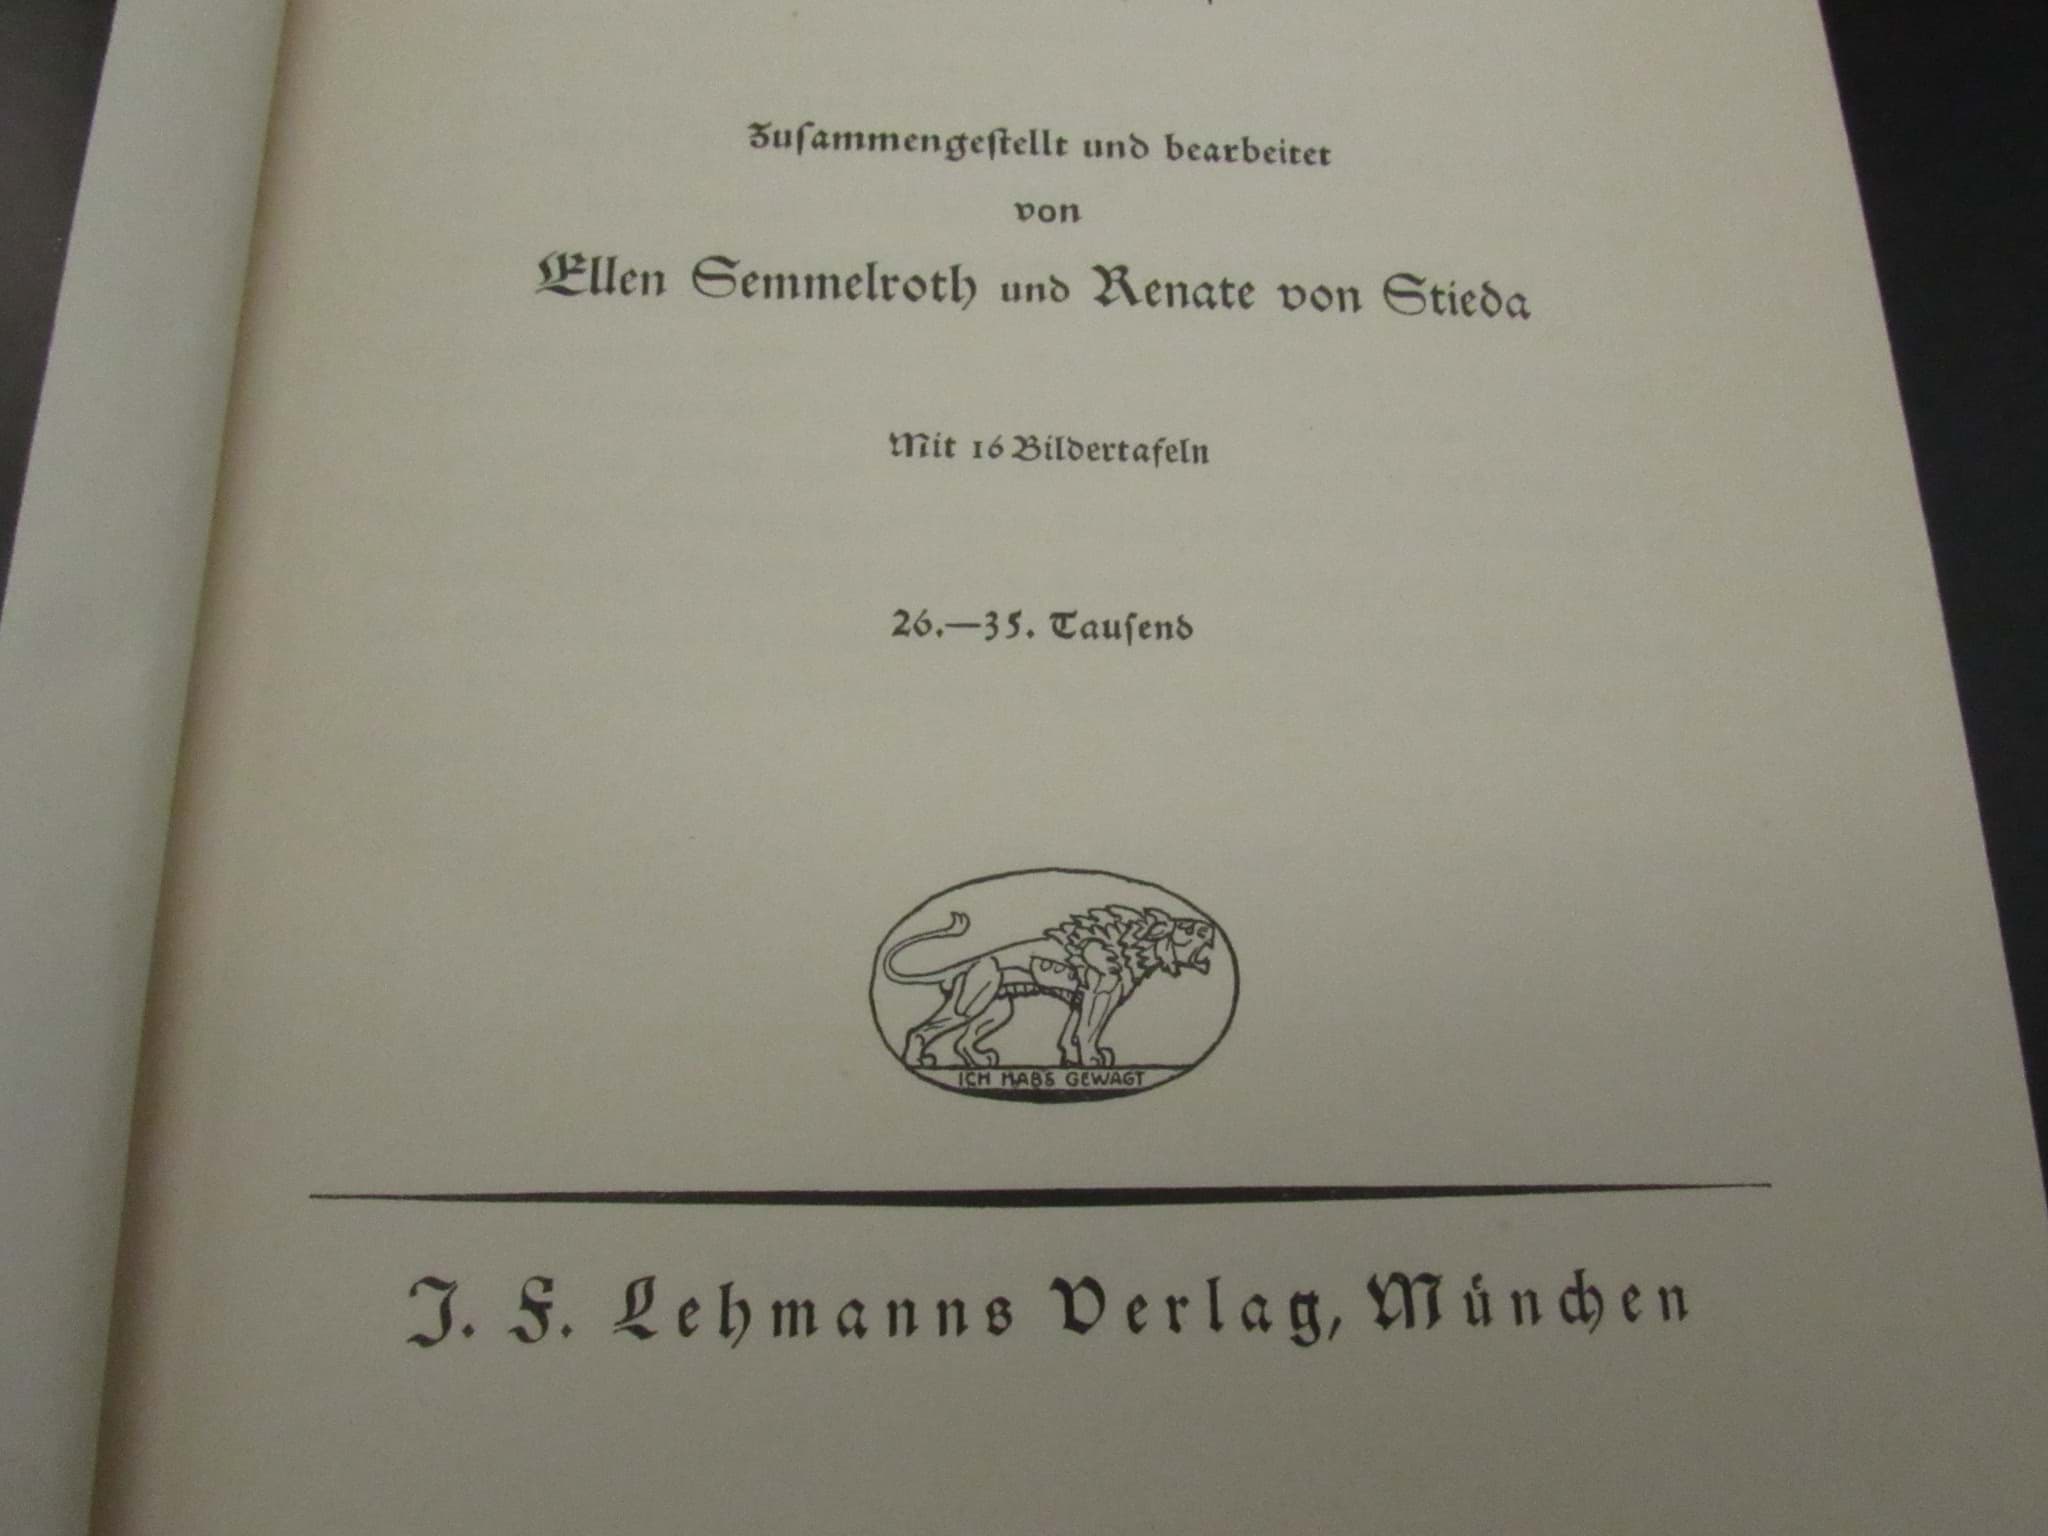 Zusammengestellt und bearbeitet
von
Ellen Semmelroth und Renate von Stieda
Mit 16 Bildertafeln
26.—35. Tausend
ICH HABS GEWAGT
J. F. Lehmanns Verlag, München